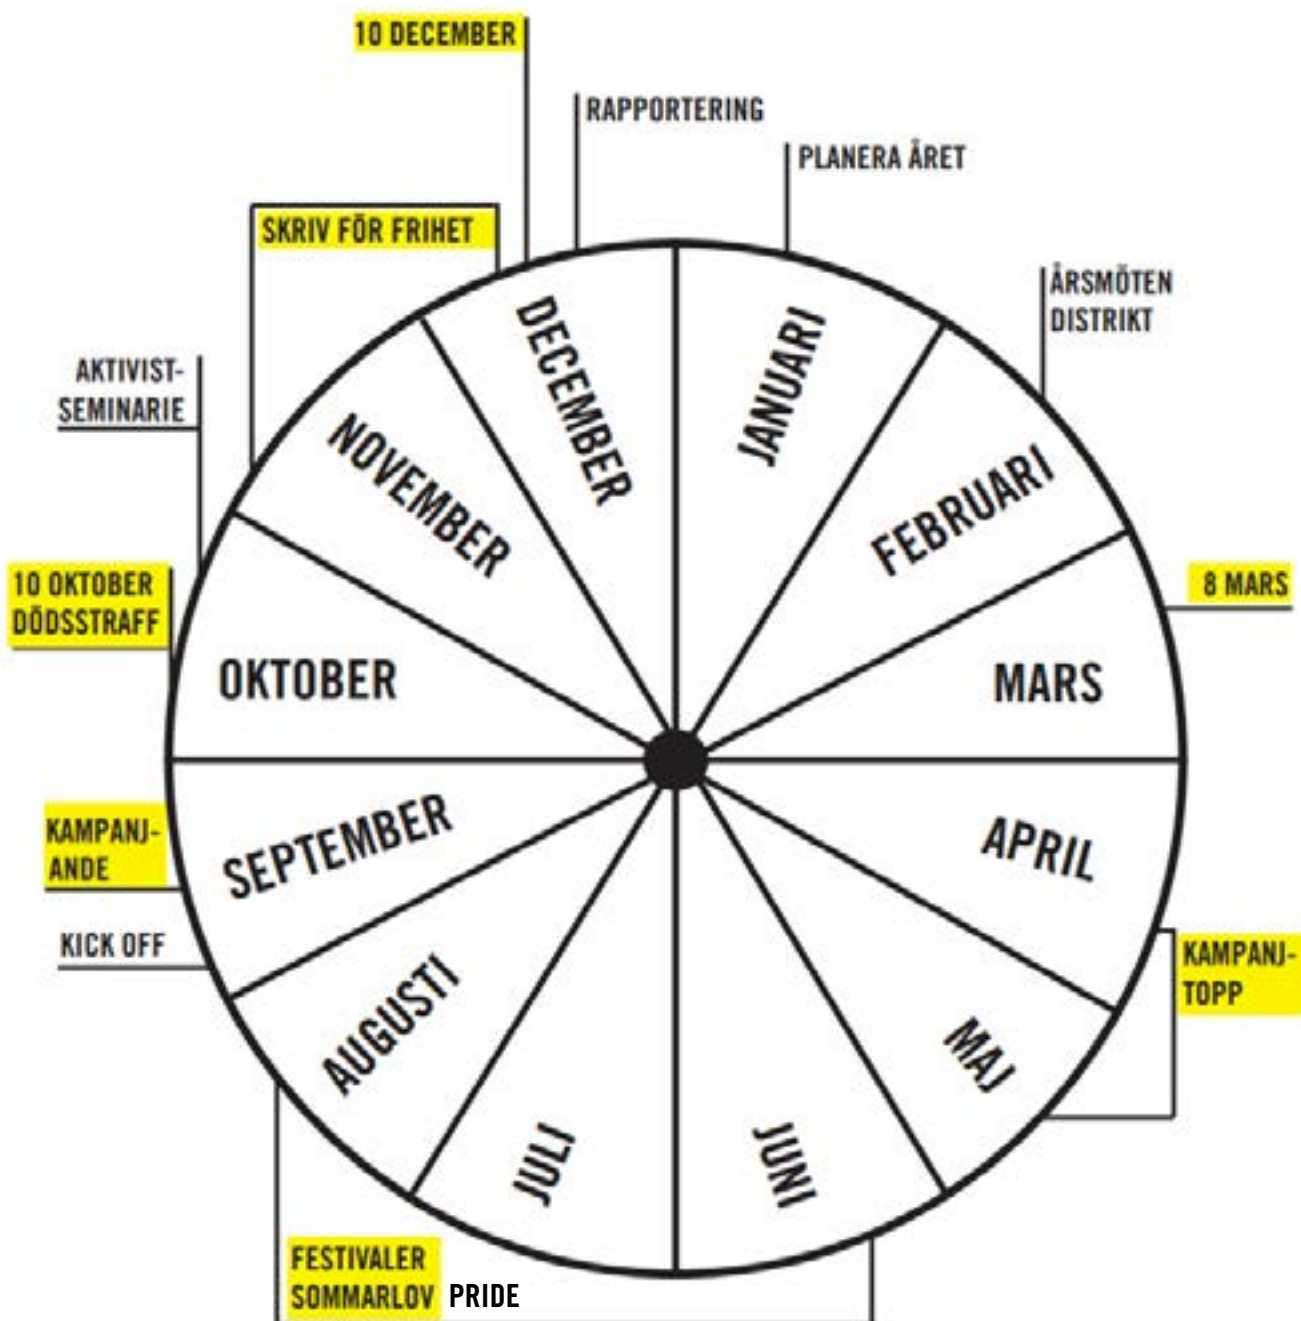 10 DECEMBER
RAPPORTERING
PLANERA ÅRET
SKRIV FÖR FRIHET
ÅRSMÖTEN
DISTRIKT
AKTIVIST-
SEMINARIE
10 OKTOBER
DÖDSSTRAFF
8 MARS
KAMPANJ-
ANDE
KICK OFF
KAMPANJ-
TOPP
FESTIVALER
SOMMARLOV PRIDE
JANUARI
FEBRUARI
MARS
APRIL
MAJ
JUNI
JULI
AUGUSTI
SEPTEMBER
OKTOBER
NOVEMBER
DECEMBER